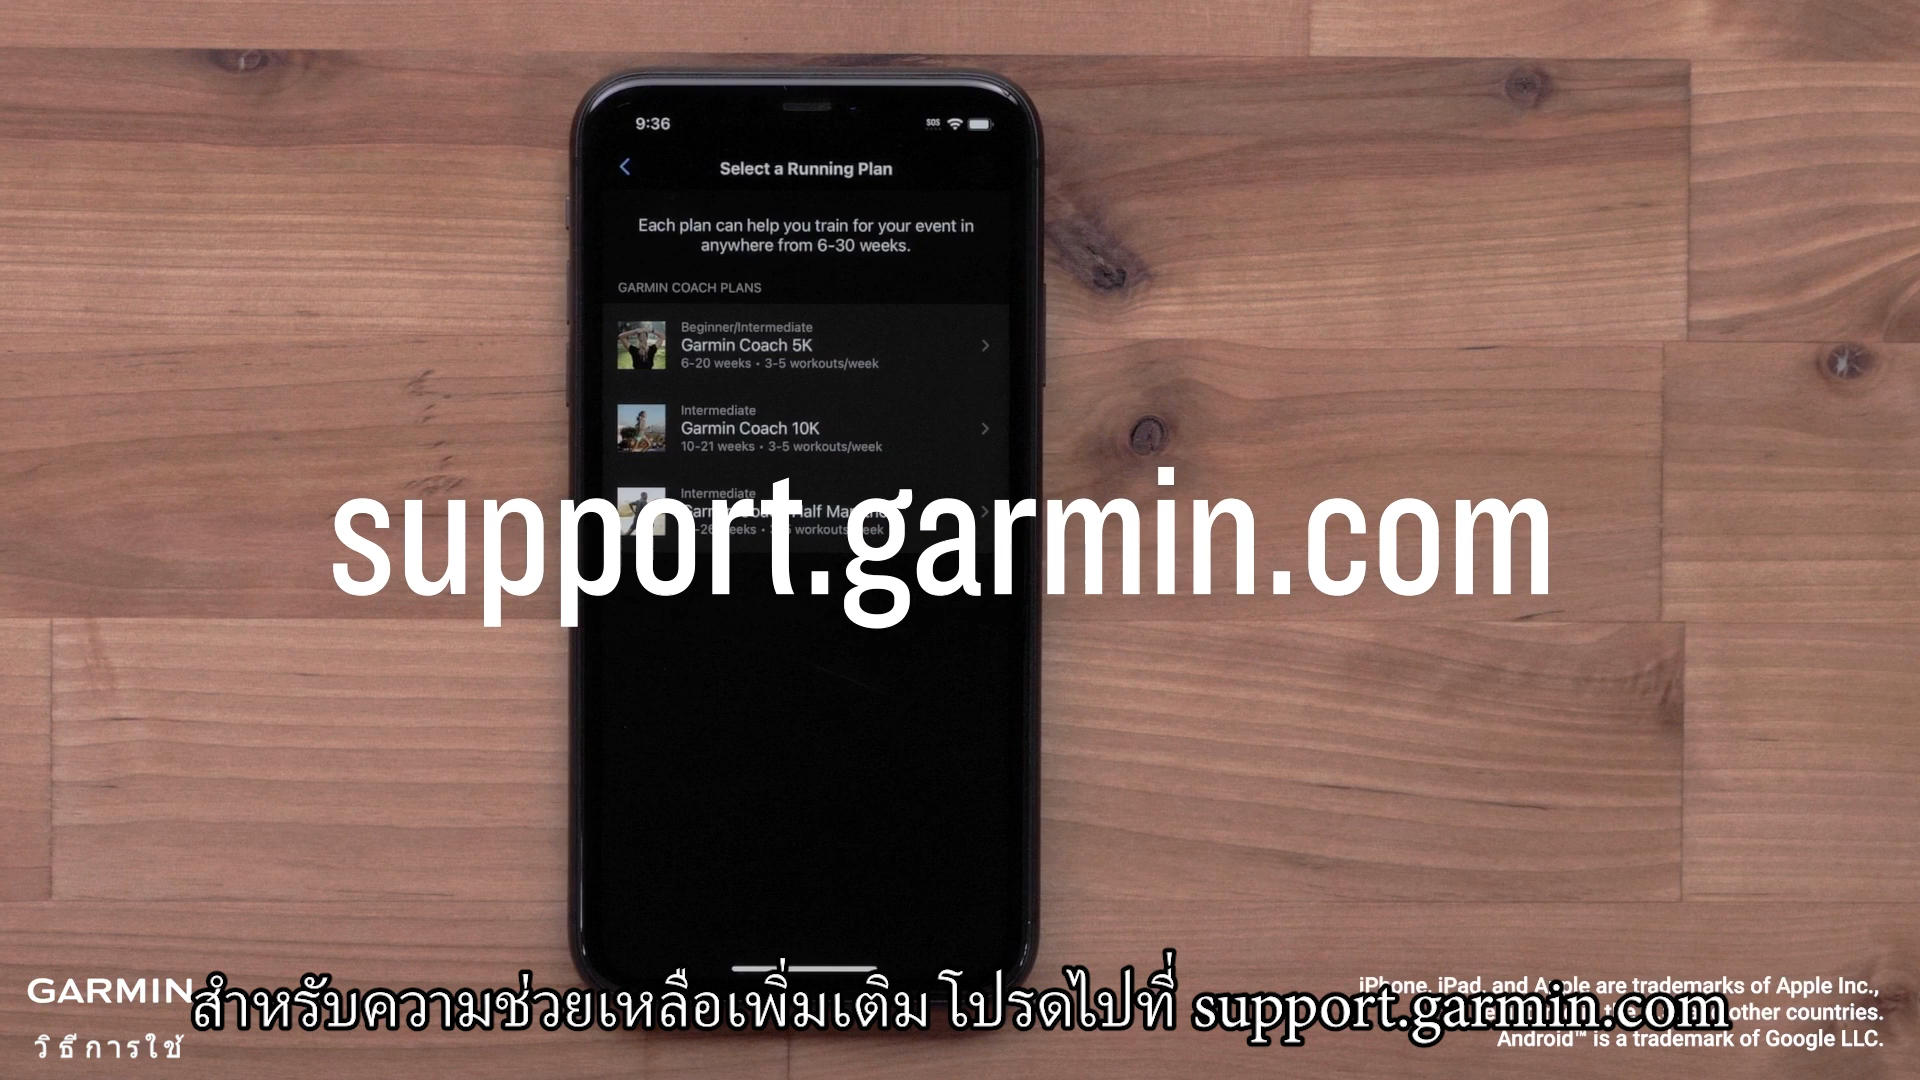 9:36
SOS
Select a Running Plan
Each plan can help you train for your event in
anywhere from 6-30 weeks.
GARMIN COACH PLANS
Beginner/Intermediate
Garmin Coach 5K
6-20 weeks • 3-5 workouts/week
Intermediate
Garmin Coach 10K
10-21 weeks • 3-5 workouts/week
Intermediate
Half
support.garmin.com
GARMIN
วิธีการใช้
สำหรับความช่วยเหลือเพิ่มเติม โปรดไปที่ support.garmin.com
iPhone, iPad, and Apple are trademarks of Apple Inc.,
other countries.
Android™ is a trademark of Google LLC.